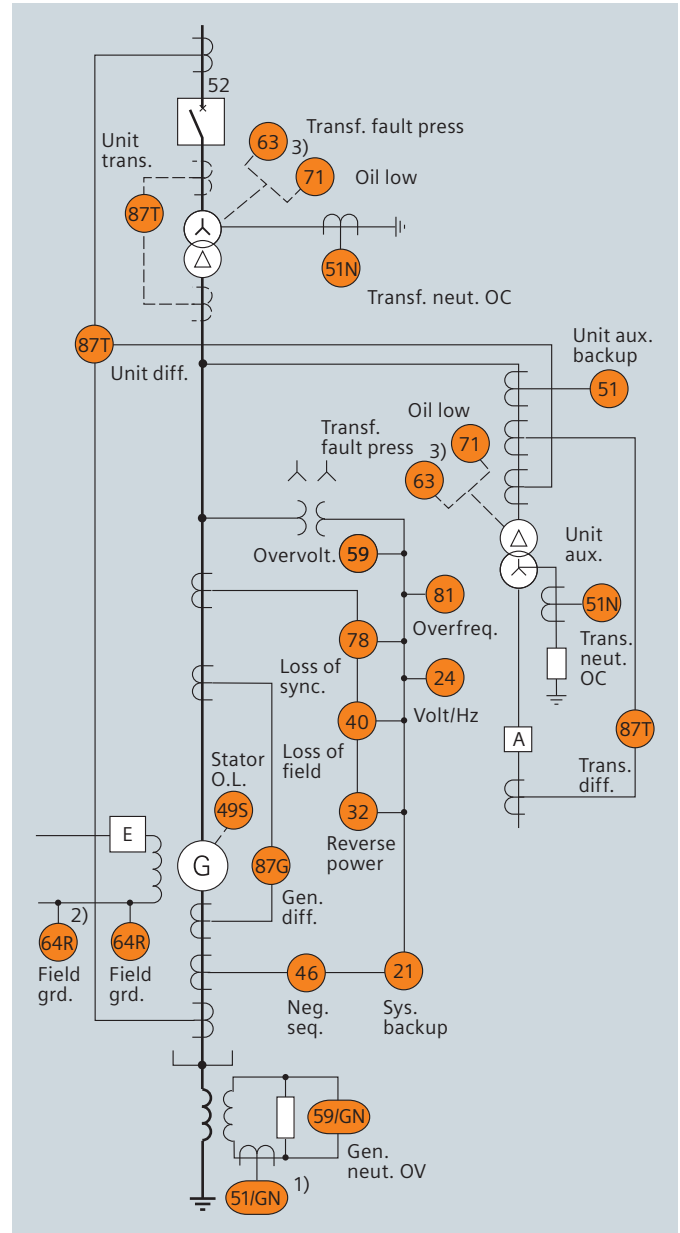 52
Transf. fault press
63
3)
Unit
trans.
71
Oil low
87T
51N
Transf. neut. OC
87T
Unit diff.
Unit aux.
backup
51
Oil low
Transf.
fault press
3)
71
63
Overvolt.
59
Unit
aux.
81
Overfreq.
51N
78
Loss of
sync.
24
Volt/Hz
Trans.
neut.
OC
40
Loss of
field
A
87T
Trans.
diff.
Stator
O.L.
49S
32
Reverse
power
E
G
87G
Gen.
diff.
2)
64R
64R
Field
grd.
Field
grd.
46
21
Neg.
seq.
Sys.
backup
59/GN
Gen.
neut. OV
51/GN
1)